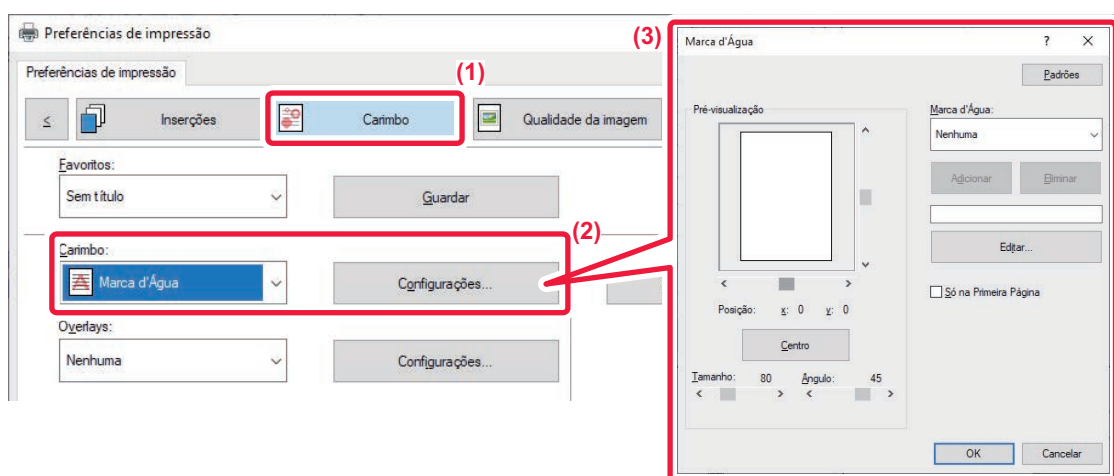 Preferências de impressão
Preferências de impressão
(1)
≤ Inserções Carimbo Qualidade da imagem
Favoritos:
Sem título Guardar
(2)
Carimbo:
Marca d'Água Configurações...
Overlays:
Nenhuma Configurações...
(3)
Marca d'Água ? X
Padrões
Pré-visualização Marca d'Água:
Nenhuma
Adicionar Eliminar
Editar...
Só na Primeira Página
Posição: x: 0 y: 0
Centro
Tamanho: 80 Ângulo: 45
OK Cancelar